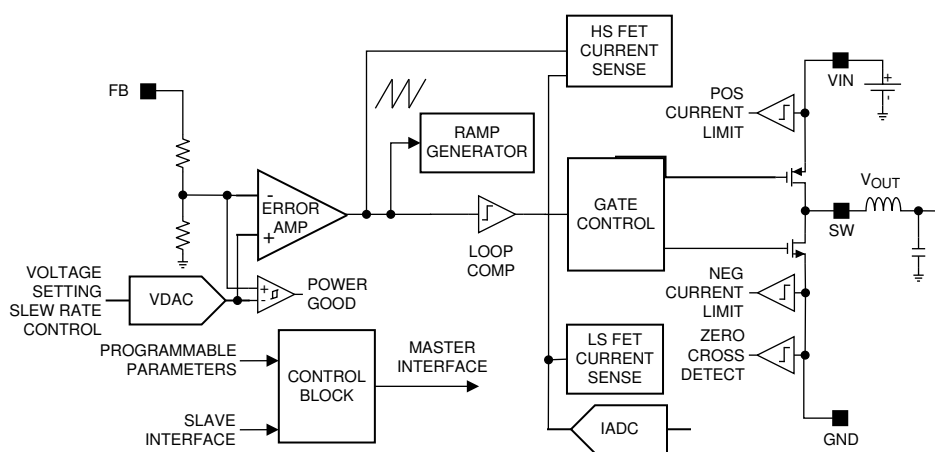 HS FET
CURRENT
SENSE
VIN
+
-
POS
CURRENT
LIMIT
FB
RAMP
GENERATOR
-
ERROR
AMP
+
LOOP
COMP
GATE
CONTROL
VOUT
SW
VOLTAGE
SETTING
SLEW RATE
CONTROL
VDAC
+
-
POWER
GOOD
NEG
CURRENT
LIMIT
PROGRAMMABLE
PARAMETERS
SLAVE
INTERFACE
CONTROL
BLOCK
MASTER
INTERFACE
LS FET
CURRENT
SENSE
ZERO
CROSS
DETECT
IADC
GND